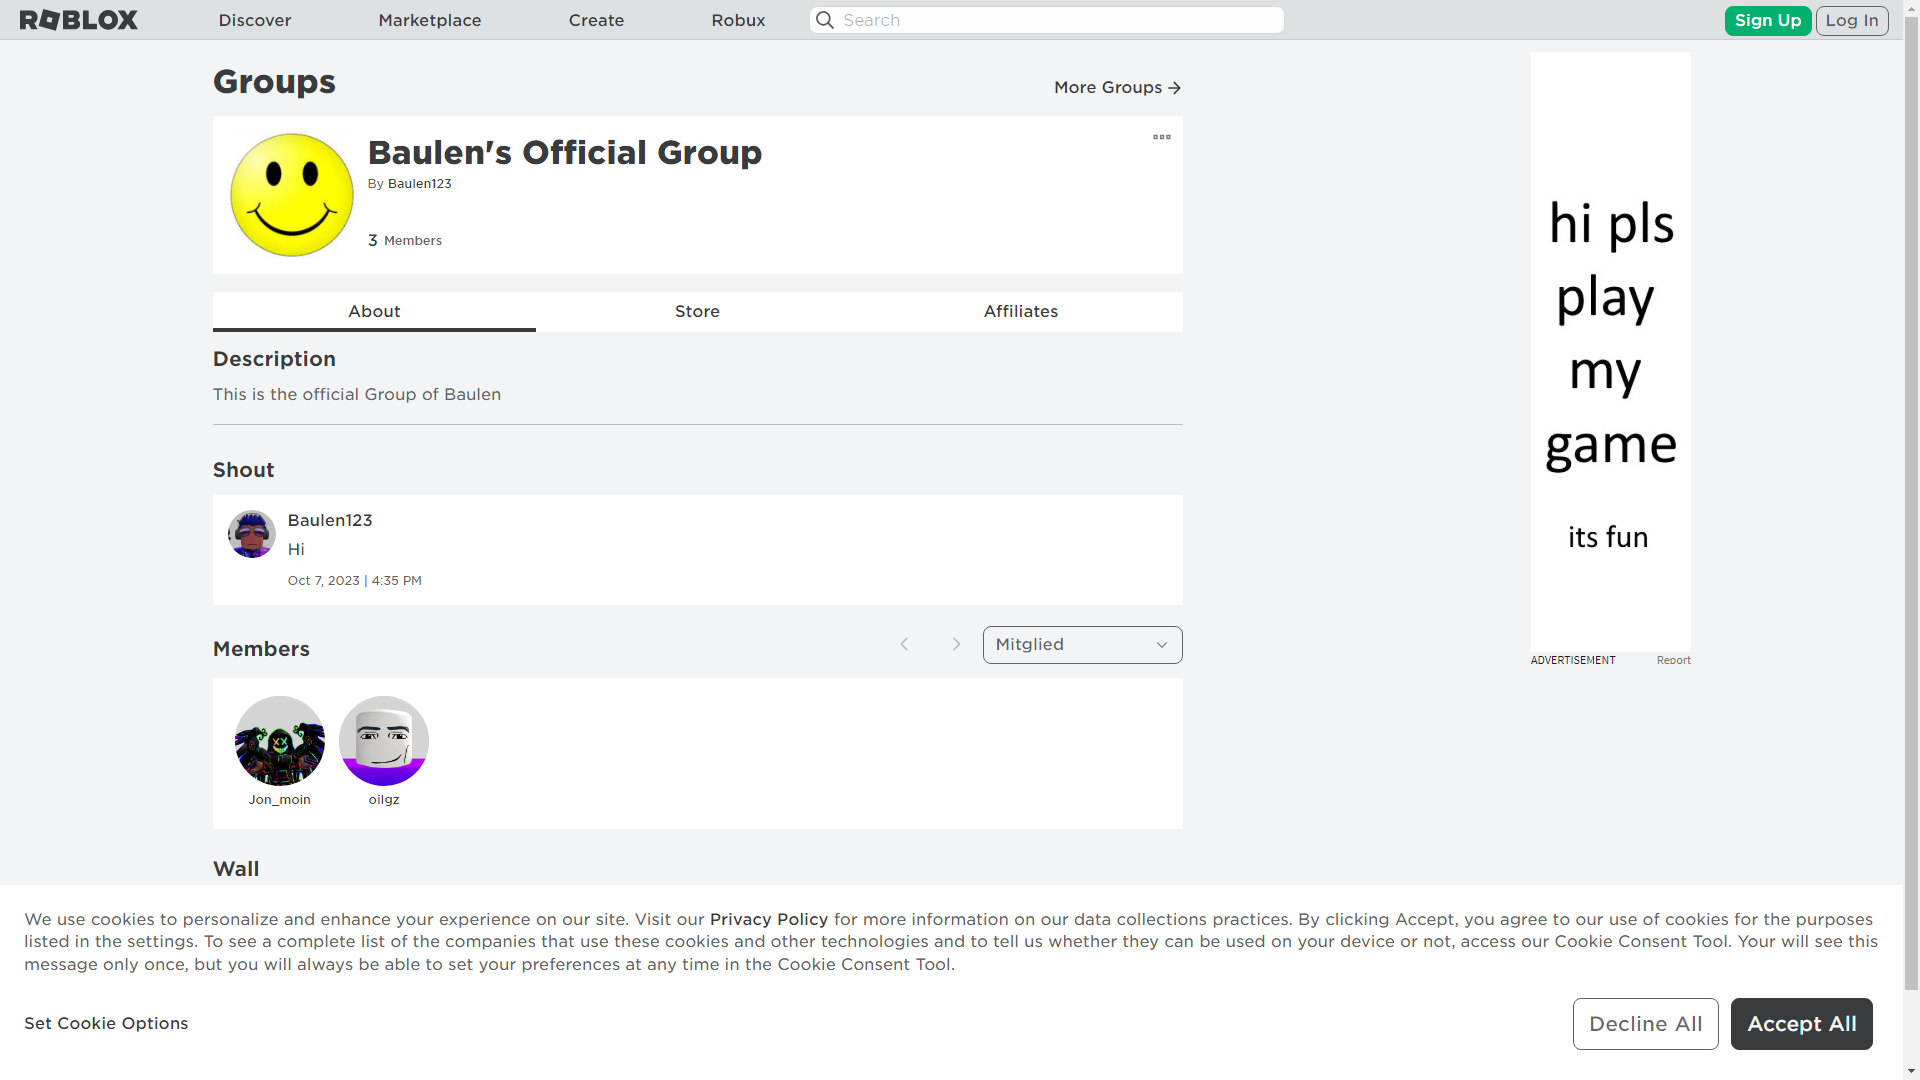 ROBLOX
Discover
Marketplace
Create
Robux
Search
Sign Up
Log In
Groups
More Groups
Baulen's Official Group
By Baulen123
3 Members
About
Store
Affiliates
Description
This is the official Group of Baulen
Shout
Baulen123
Hi
Oct 7, 2023 | 4:35 PM
Members
Mitglied
Jon_moin
oilgz
Wall
hi pls
play
my
game
its fun
ADVERTISEMENT
Report
We use cookies to personalize and enhance your experience on our site. Visit our Privacy Policy for more information on our data collections practices. By clicking Accept, you agree to our use of cookies for the purposes
listed in the settings. To see a complete list of the companies that use these cookies and other technologies and to tell us whether they can be used on your device or not, access our Cookie Consent Tool. Your will see this
message only once, but you will always be able to set your preferences at any time in the Cookie Consent Tool.
Set Cookie Options
Decline All
Accept All